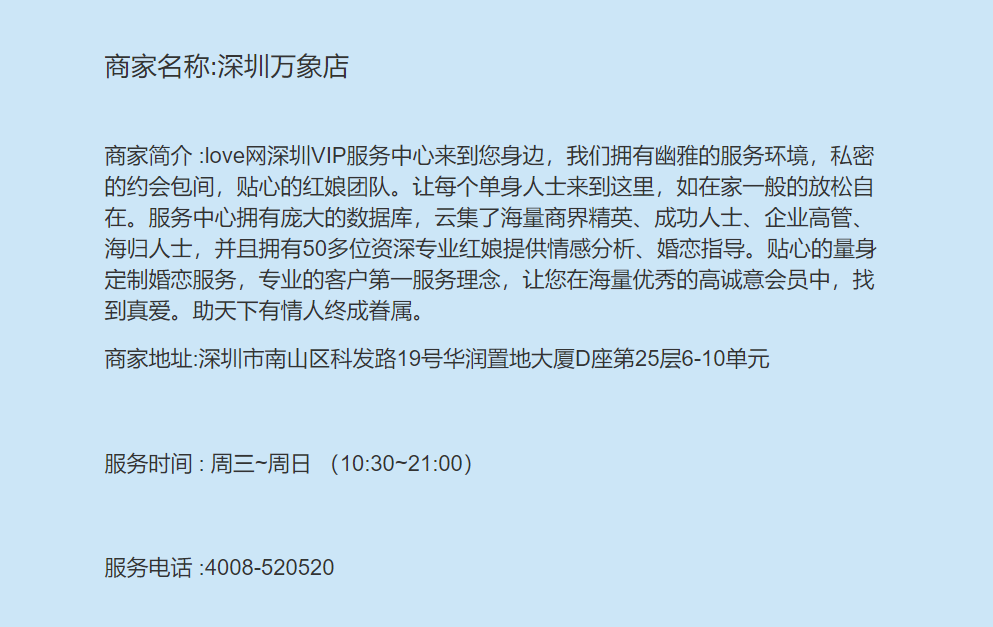 商家名称:深圳万象店
商家简介 :love网深圳VIP服务中心来到您身边，我们拥有幽雅的服务环境，私密
的约会包间，贴心的红娘团队。让每个单身人士来到这里，如在家一般的放松自
在。服务中心拥有庞大的数据库，云集了海量商界精英、成功人士、企业高管、
海归人士，并且拥有50多位资深专业红娘提供情感分析、婚恋指导。贴心的量身
定制婚恋服务，专业的客户第一服务理念，让您在海量优秀的高诚意会员中，找
到真爱。助天下有情人终成眷属。
商家地址:深圳市南山区科发路19号华润置地大厦D座第25层6-10单元
服务时间 : 周三~周日 （10:30~21:00）
服务电话 :4008-520520